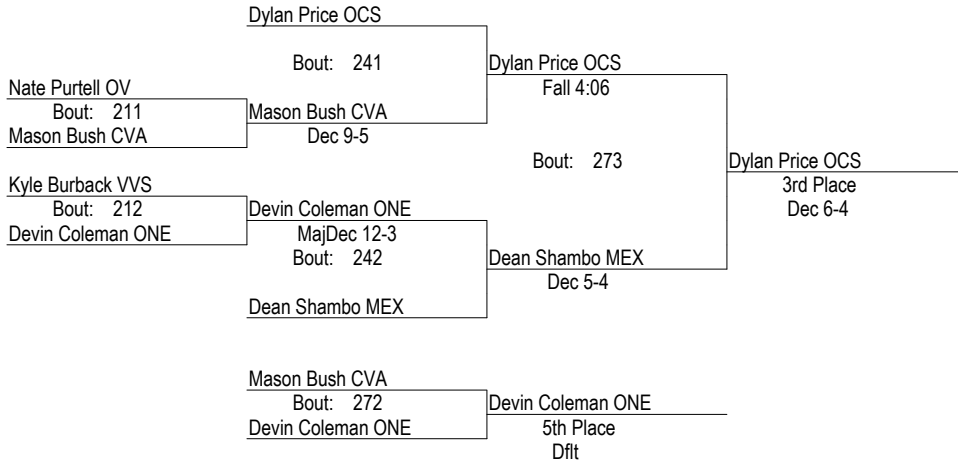 Dylan Price OCS
Bout: 241
Dylan Price OCS
Fall 4:06
Nate Purtell OV
Bout: 211
Mason Bush CVA
Mason Bush CVA
Dec 9-5
Bout: 273
Dylan Price OCS
3rd Place
Dec 6-4
Kyle Burback VVS
Bout: 212
Devin Coleman ONE
Devin Coleman ONE
MajDec 12-3
Bout: 242
Dean Shambo MEX
Dec 5-4
Dean Shambo MEX
Mason Bush CVA
Bout: 272
Devin Coleman ONE
Devin Coleman ONE
5th Place
Dflt